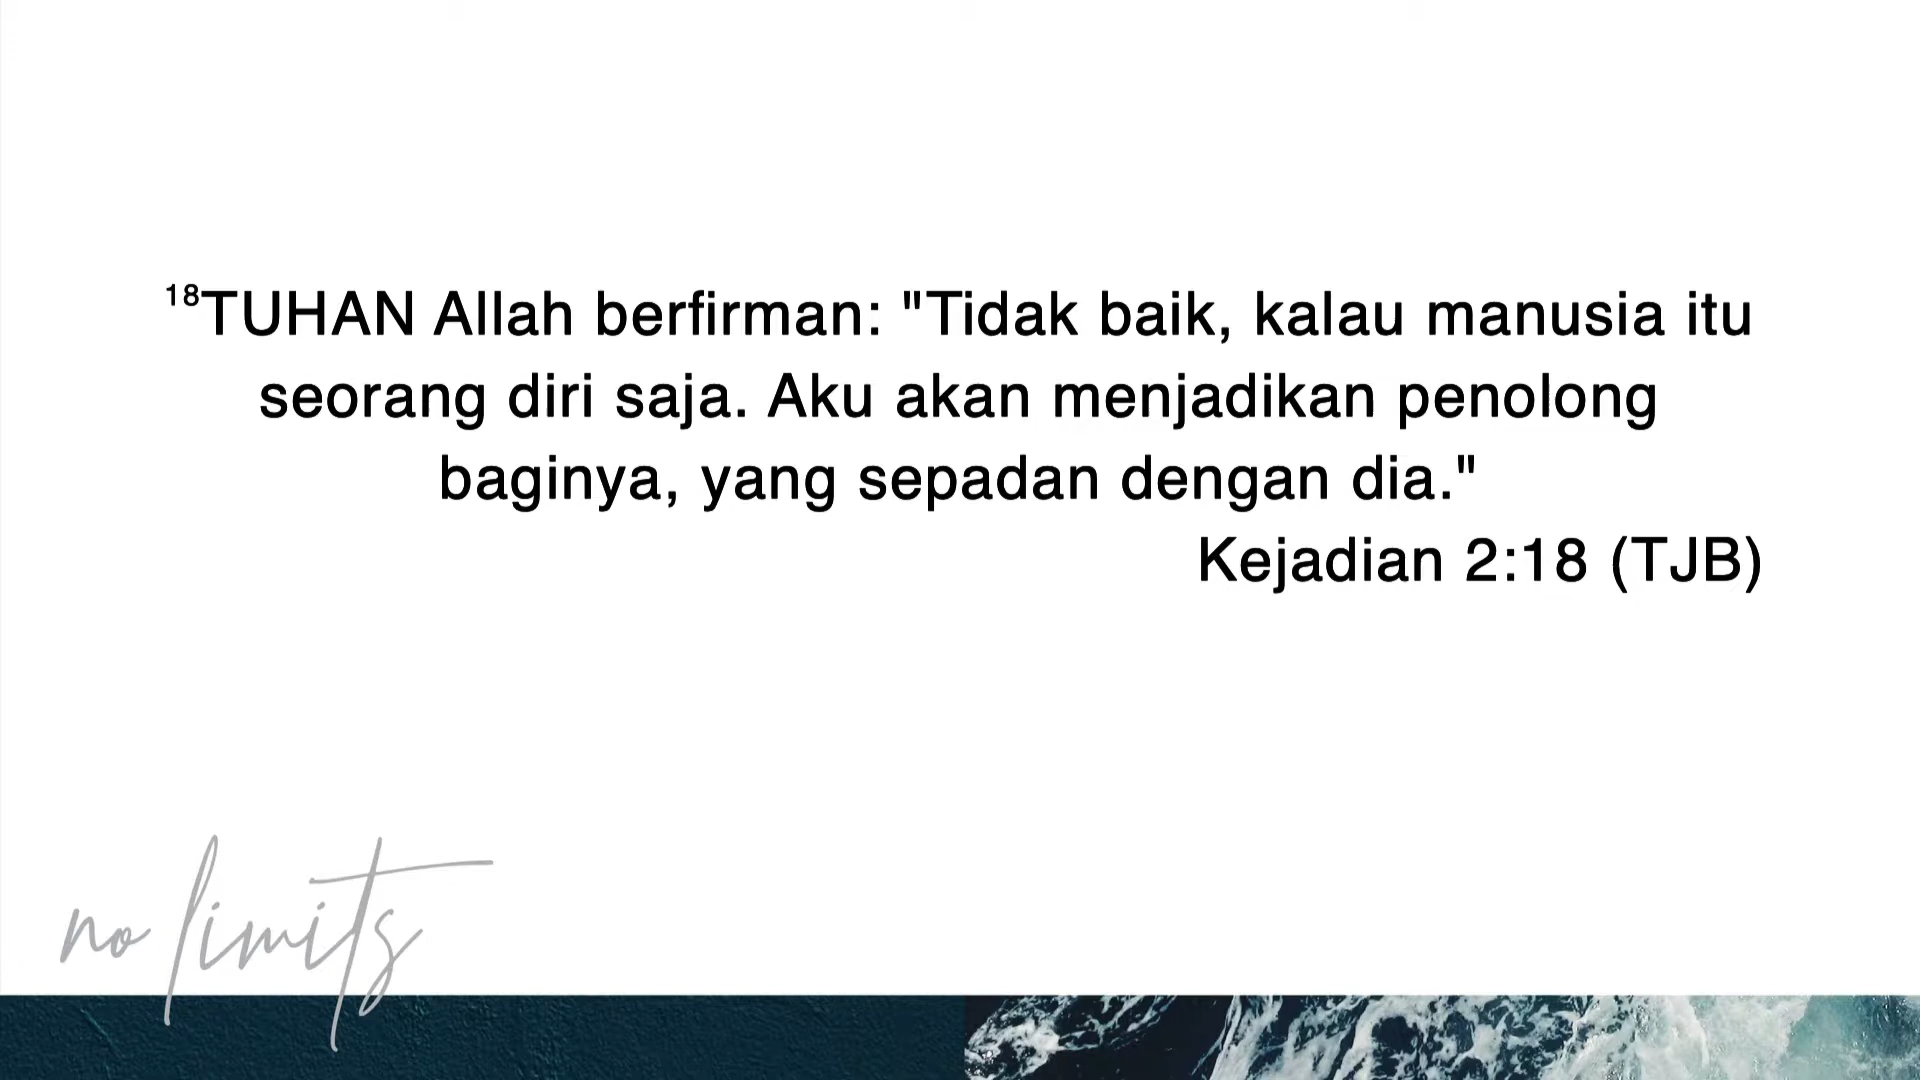 ¹⁸TUHAN Allah berfirman: "Tidak baik, kalau manusia itu
seorang diri saja. Aku akan menjadikan penolong
baginya, yang sepadan dengan dia."
Kejadian 2:18 (TJB)
no limits